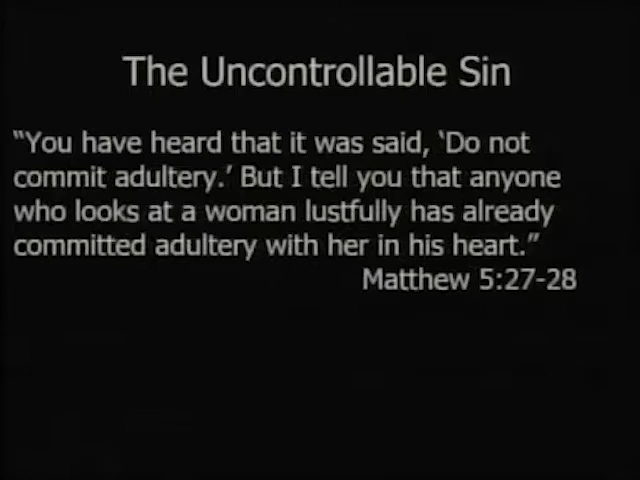 The Uncontrollable Sin
“You have heard that it was said, ‘Do not
commit adultery.’ But I tell you that anyone
who looks at a woman lustfully has already
committed adultery with her in his heart.”
Matthew 5:27-28